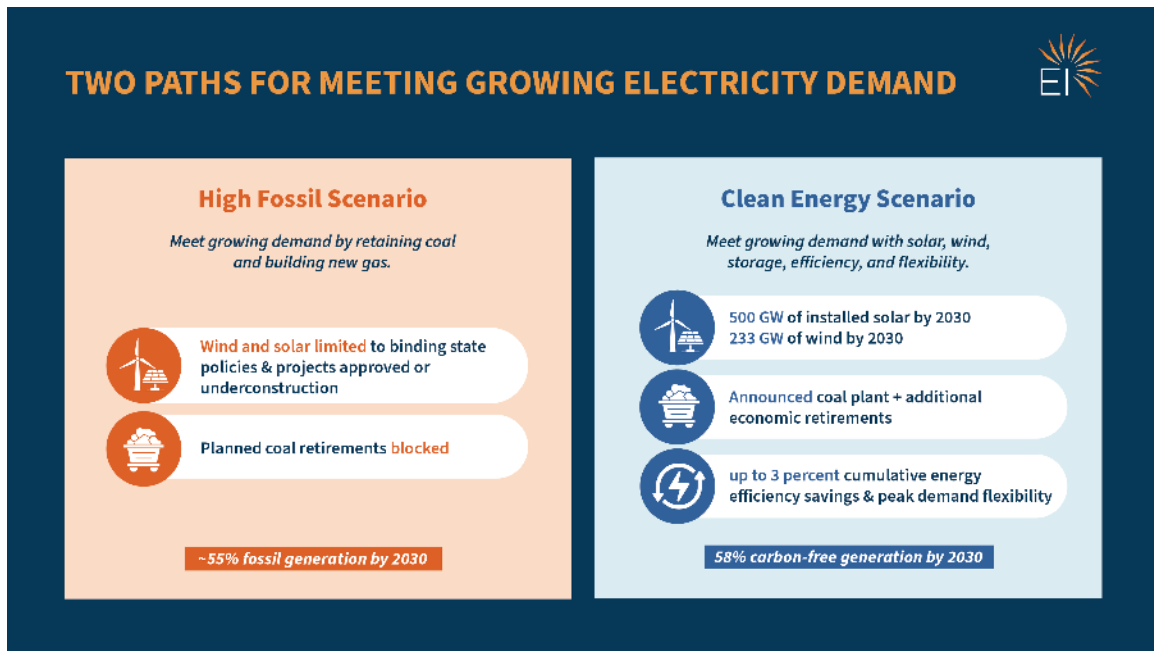 TWO PATHS FOR MEETING GROWING ELECTRICITY DEMAND
EI
High Fossil Scenario
Meet growing demand by retaining coal
and building new gas.
Wind and solar limited to binding state
policies & projects approved or
underconstruction
Planned coal retirements blocked
~55% fossil generation by 2030
Clean Energy Scenario
Meet growing demand with solar, wind,
storage, efficiency, and flexibility.
500 GW of installed solar by 2030
233 GW of wind by 2030
Announced coal plant + additional
economic retirements
up to 3 percent cumulative energy
efficiency savings & peak demand flexibility
58% carbon-free generation by 2030